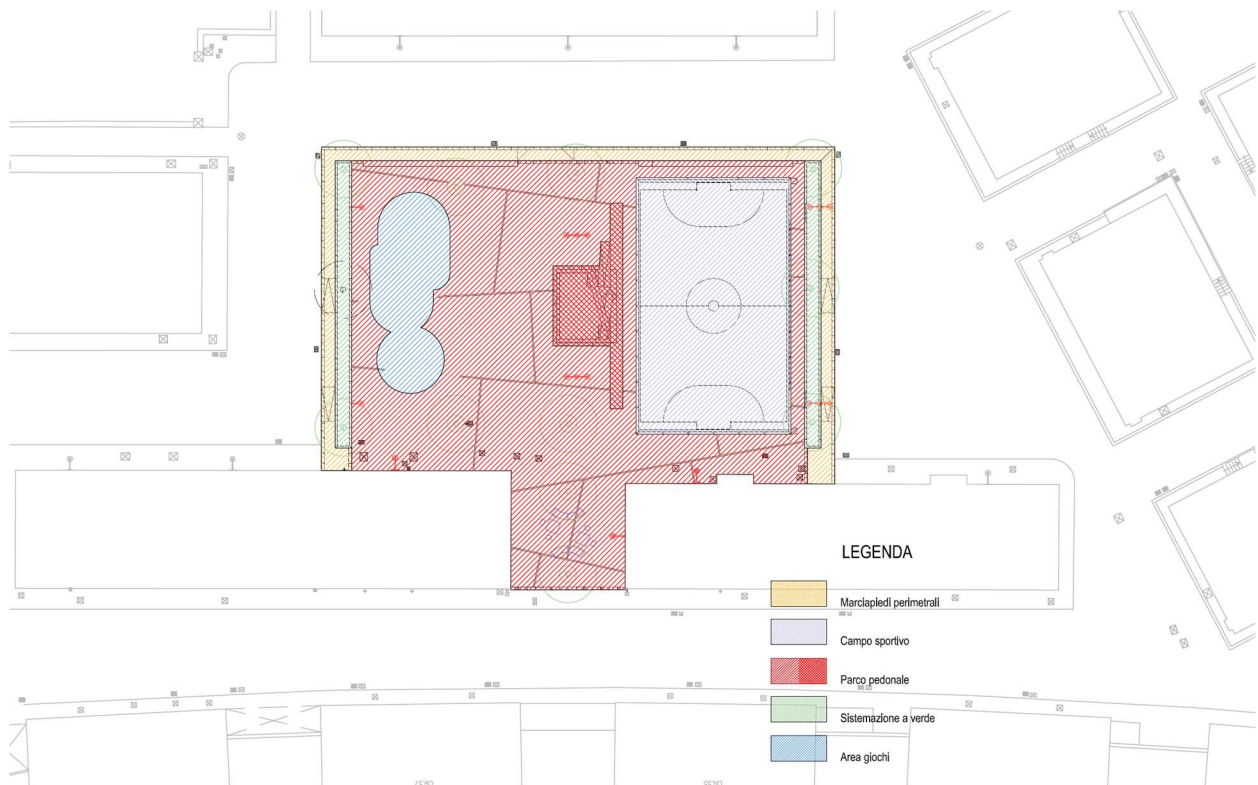 LEGENDA
Marciapiedi perimetrali
Campo sportivo
Parco pedonale
Sistemazione a verde
Area giochi